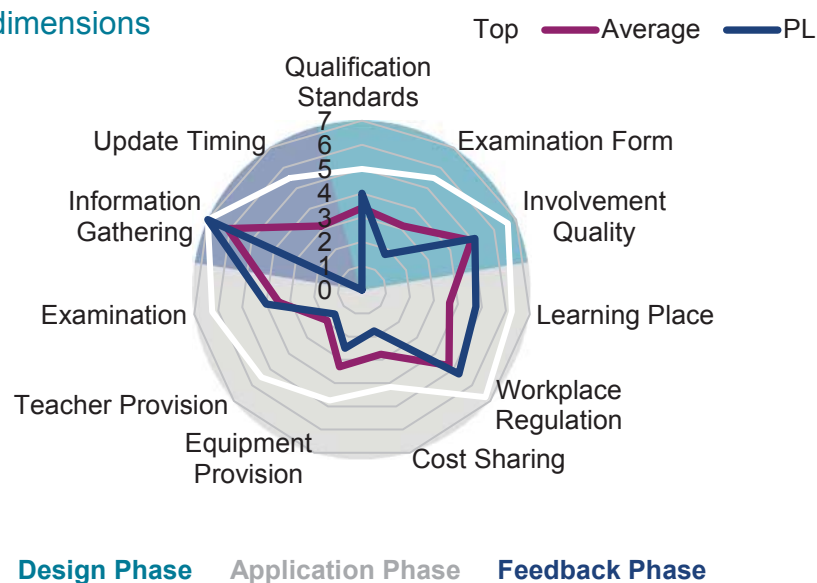 dimensions
Top Average PL
Qualification
Standards
Update Timing
Examination Form
Information
Gathering
Involvement
Quality
7
6
5
4
3
2
1
0
Examination
Learning Place
Teacher Provision
Workplace
Regulation
Equipment
Provision
Cost Sharing
Design Phase Application Phase Feedback Phase